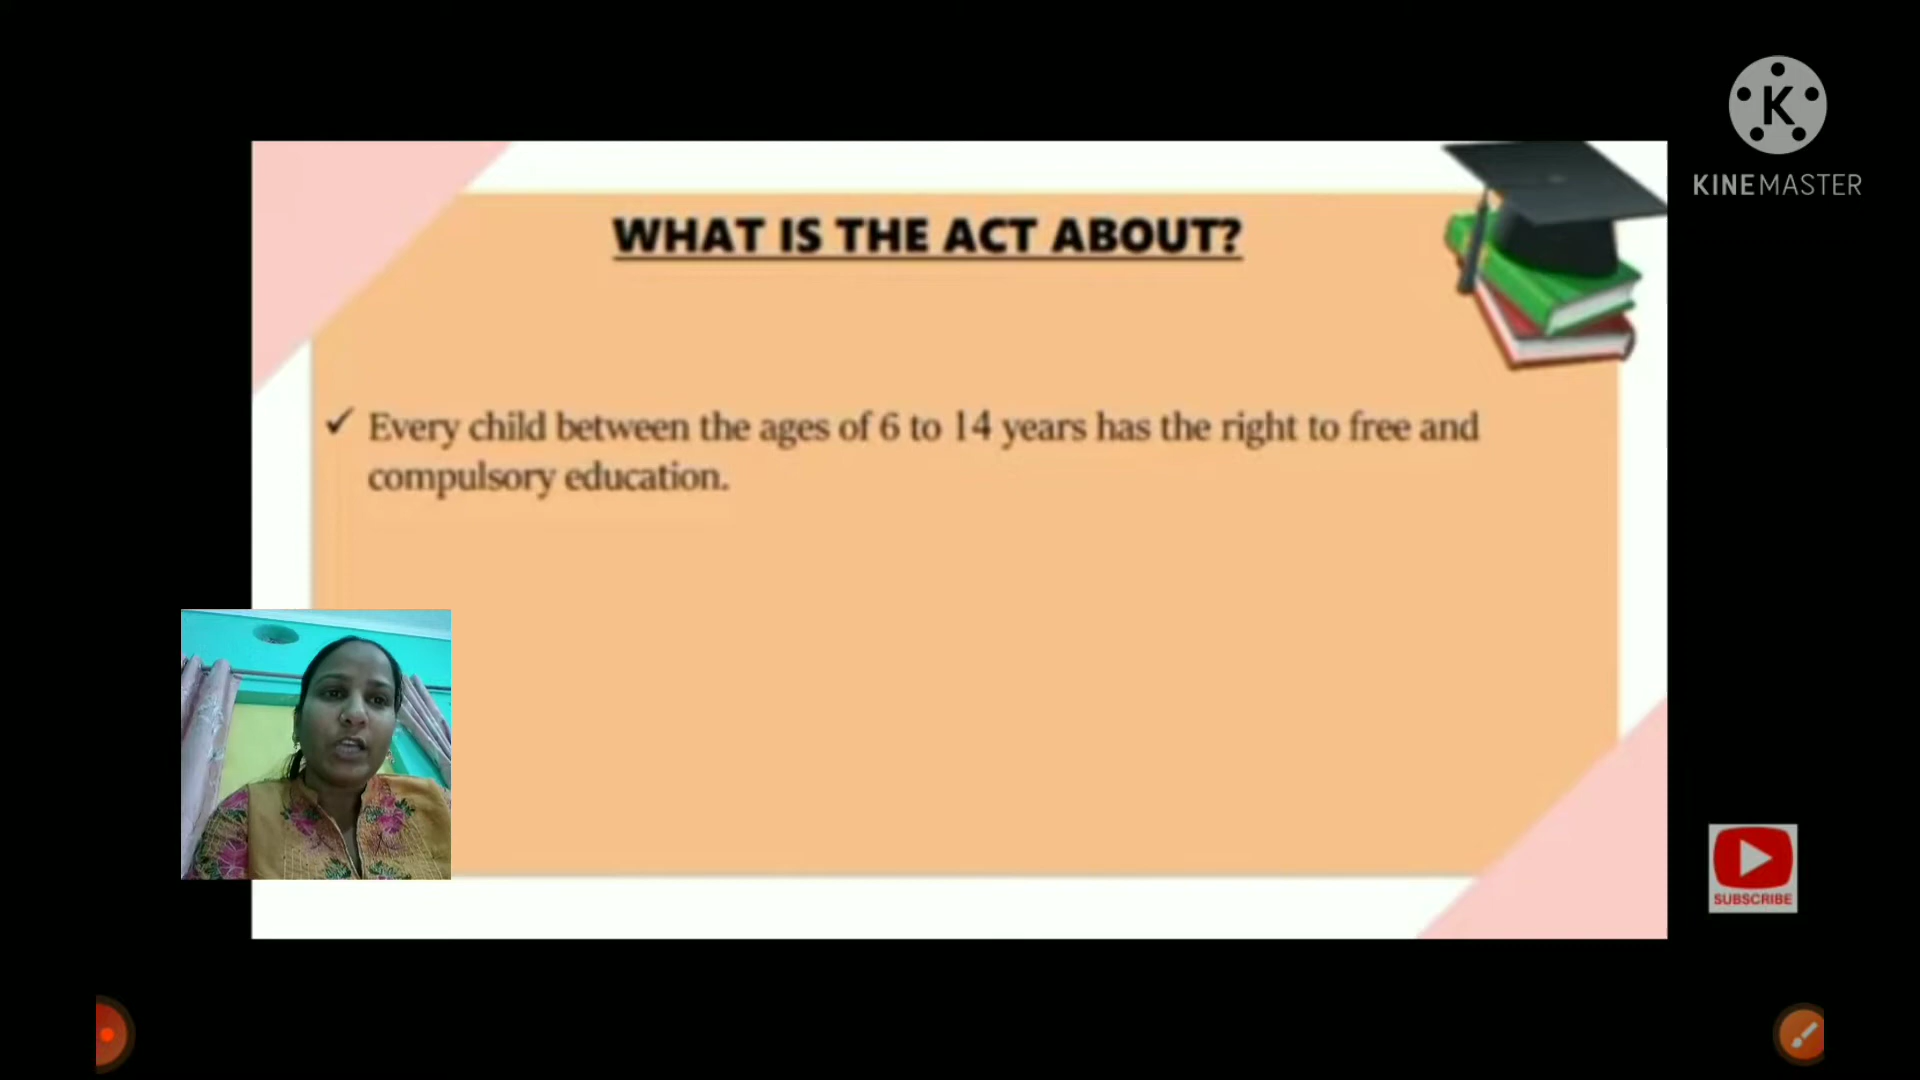 K
KINEMASTER
WHAT IS THE ACT ABOUT?
✓ Every child between the ages of 6 to 14 years has the right to free and
compulsory education.
SUBSCRIBE